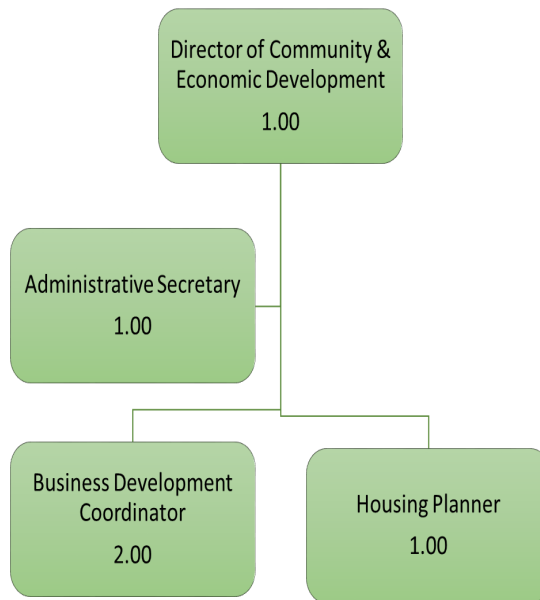 Director of Community &
Economic Development
1.00
Administrative Secretary
1.00
Business Development
Coordinator
2.00
Housing Planner
1.00